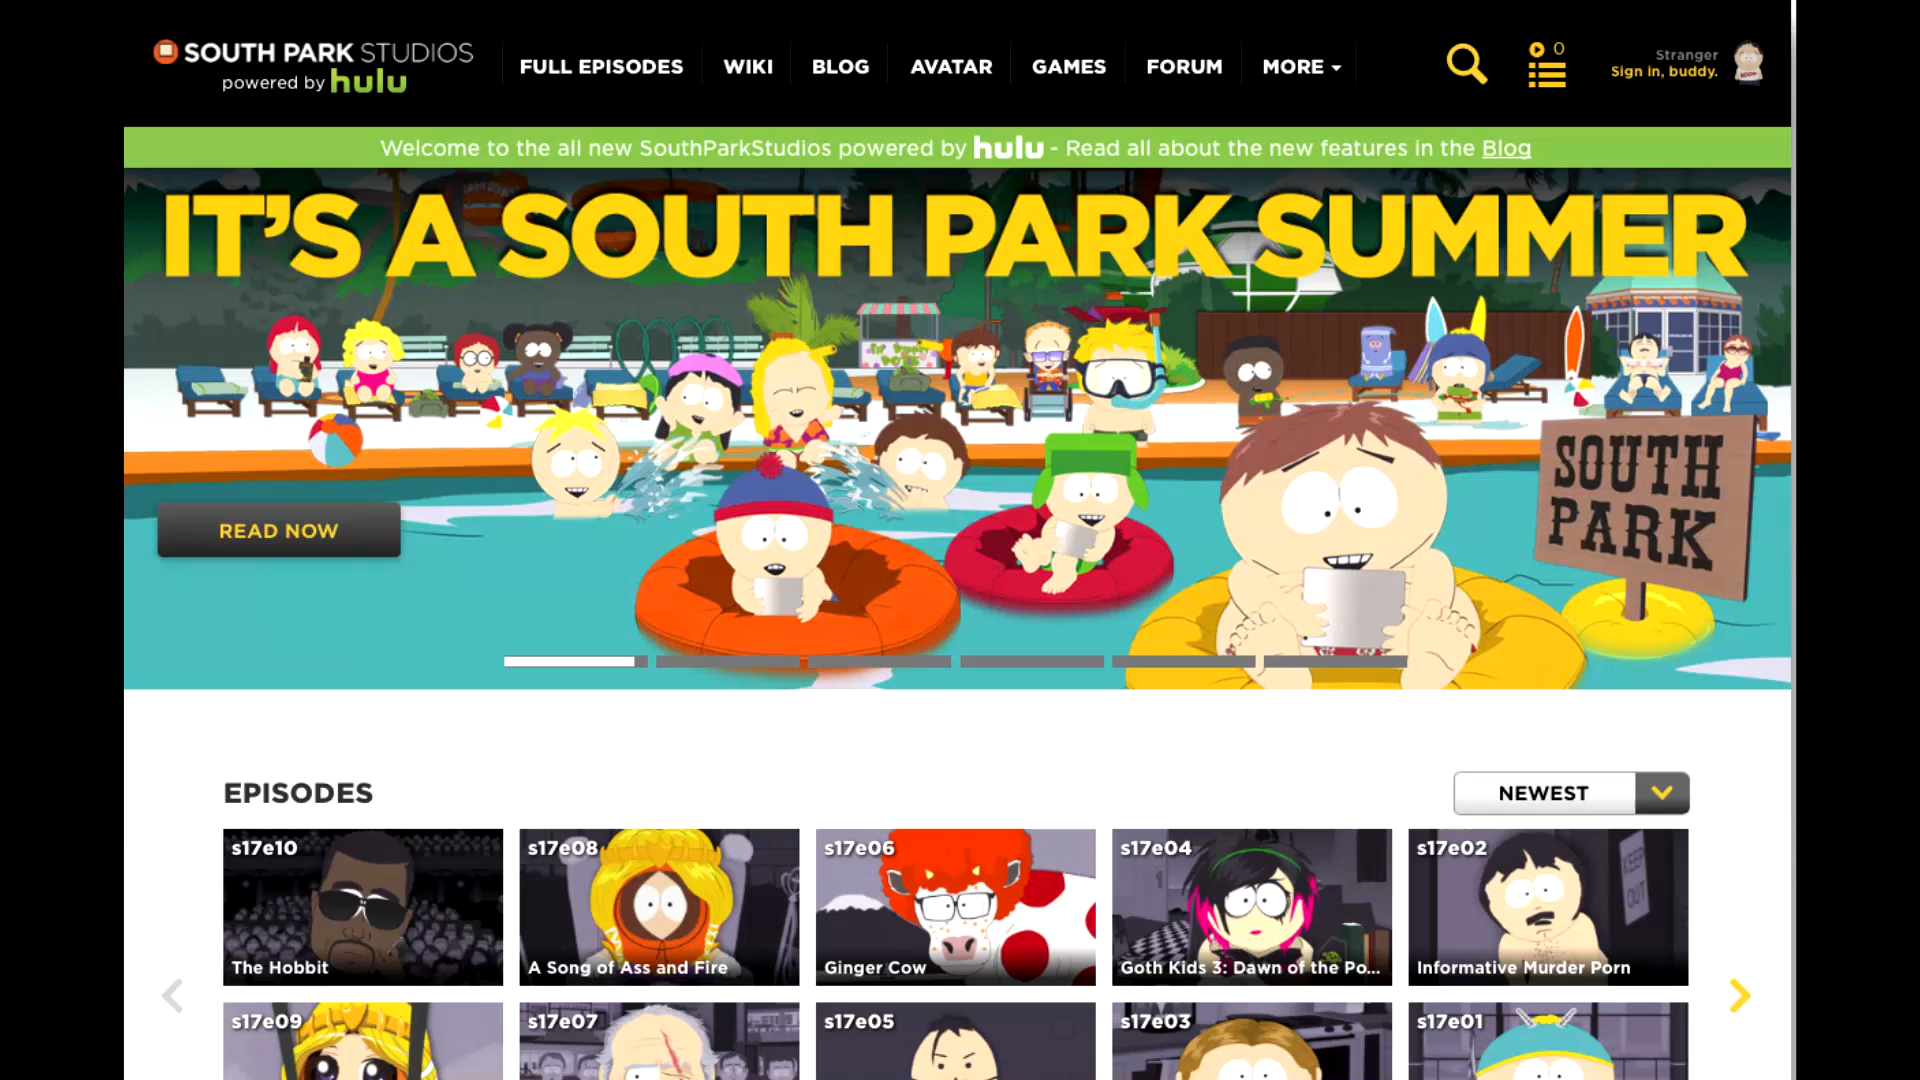 SOUTH PARK STUDIOS
powered by hulu
FULL EPISODES
WIKI
BLOG
AVATAR
GAMES
FORUM
MORE
0
Stranger
Sign in, buddy.
Welcome to the all new SouthParkStudios powered by hulu - Read all about the new features in the Blog
IT'S A SOUTH PARK SUMMER
SOUTH
PARK
READ NOW
EPISODES
NEWEST
s17e10
The Hobbit
s17e08
A Song of Ass and Fire
s17e06
Ginger Cow
s17e04
Goth Kids 3: Dawn of the Po...
s17e02
KEEP
OUT
Informative Murder Porn
s17e09
s17e07
s17e05
s17e03
s17e01